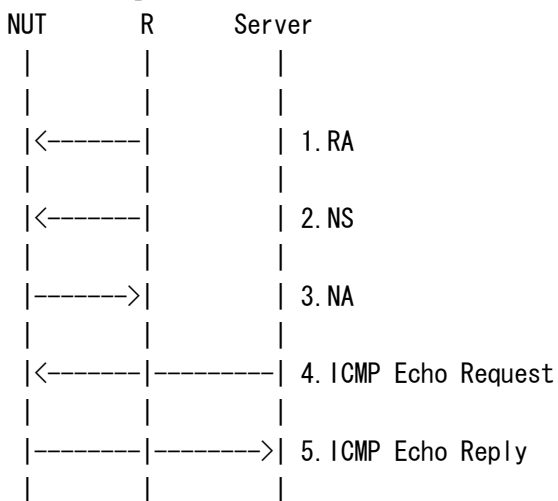 NUT R Server
1.RA
2.NS
3.NA
4.ICMP Echo Request
5.ICMP Echo Reply